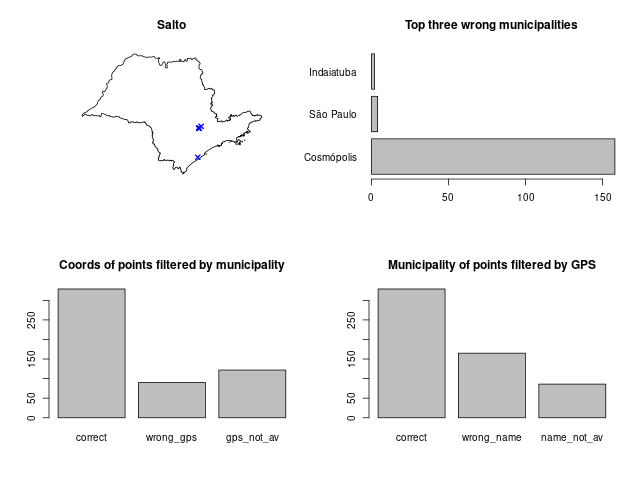 Salto
Top three wrong municipalities
Indaiatuba
São Paulo
Cosmópolis
0 50 100 150
Coords of points filtered by municipality
0 50 150 250
correct wrong_gps gps_not_av
Municipality of points filtered by GPS
0 50 150 250
correct wrong_name name_not_av